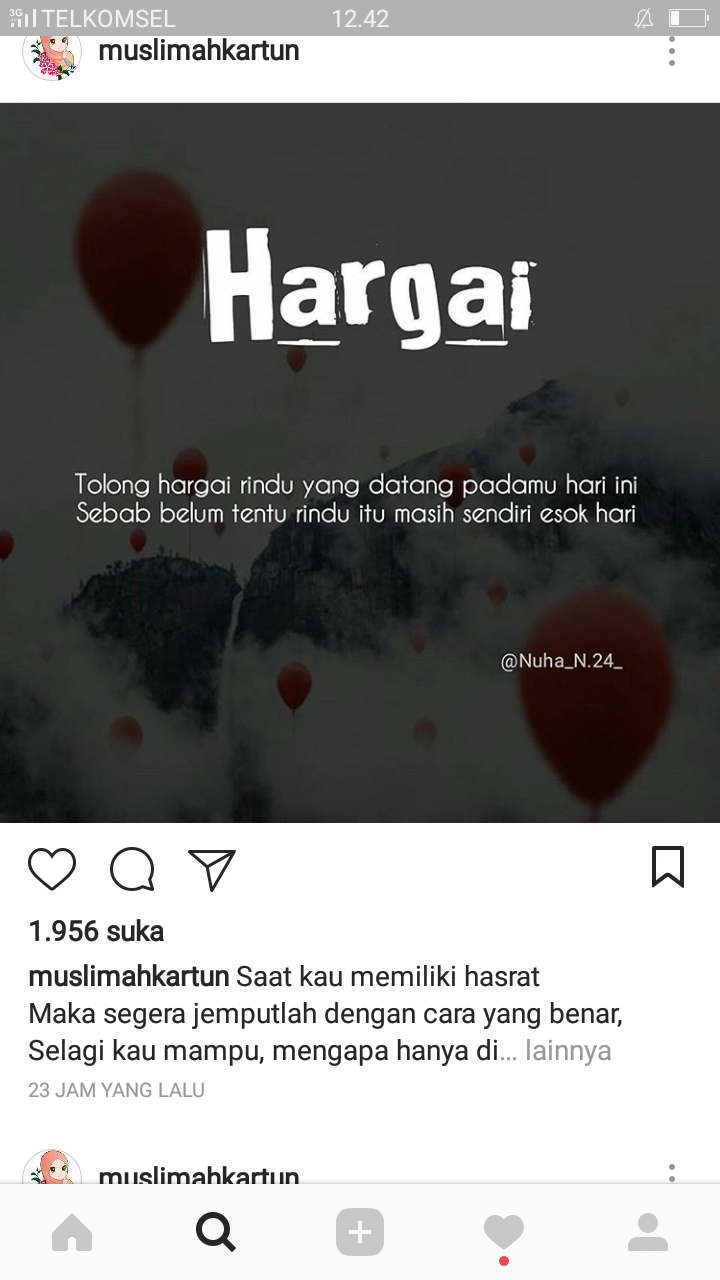 3G TELKOMSEL 12.42
muslimahkartun
Hargai
Tolong hargai rindu yang datang padamu hari ini
Sebab belum tentu rindu itu masih sendiri esok hari
@Nuha_N.24_
1.956 suka
muslimahkartun Saat kau memiliki hasrat
Maka segera jemputlah dengan cara yang benar,
Selagi kau mampu, mengapa hanya di... lainnya
23 JAM YANG LALU
muslimahkartun